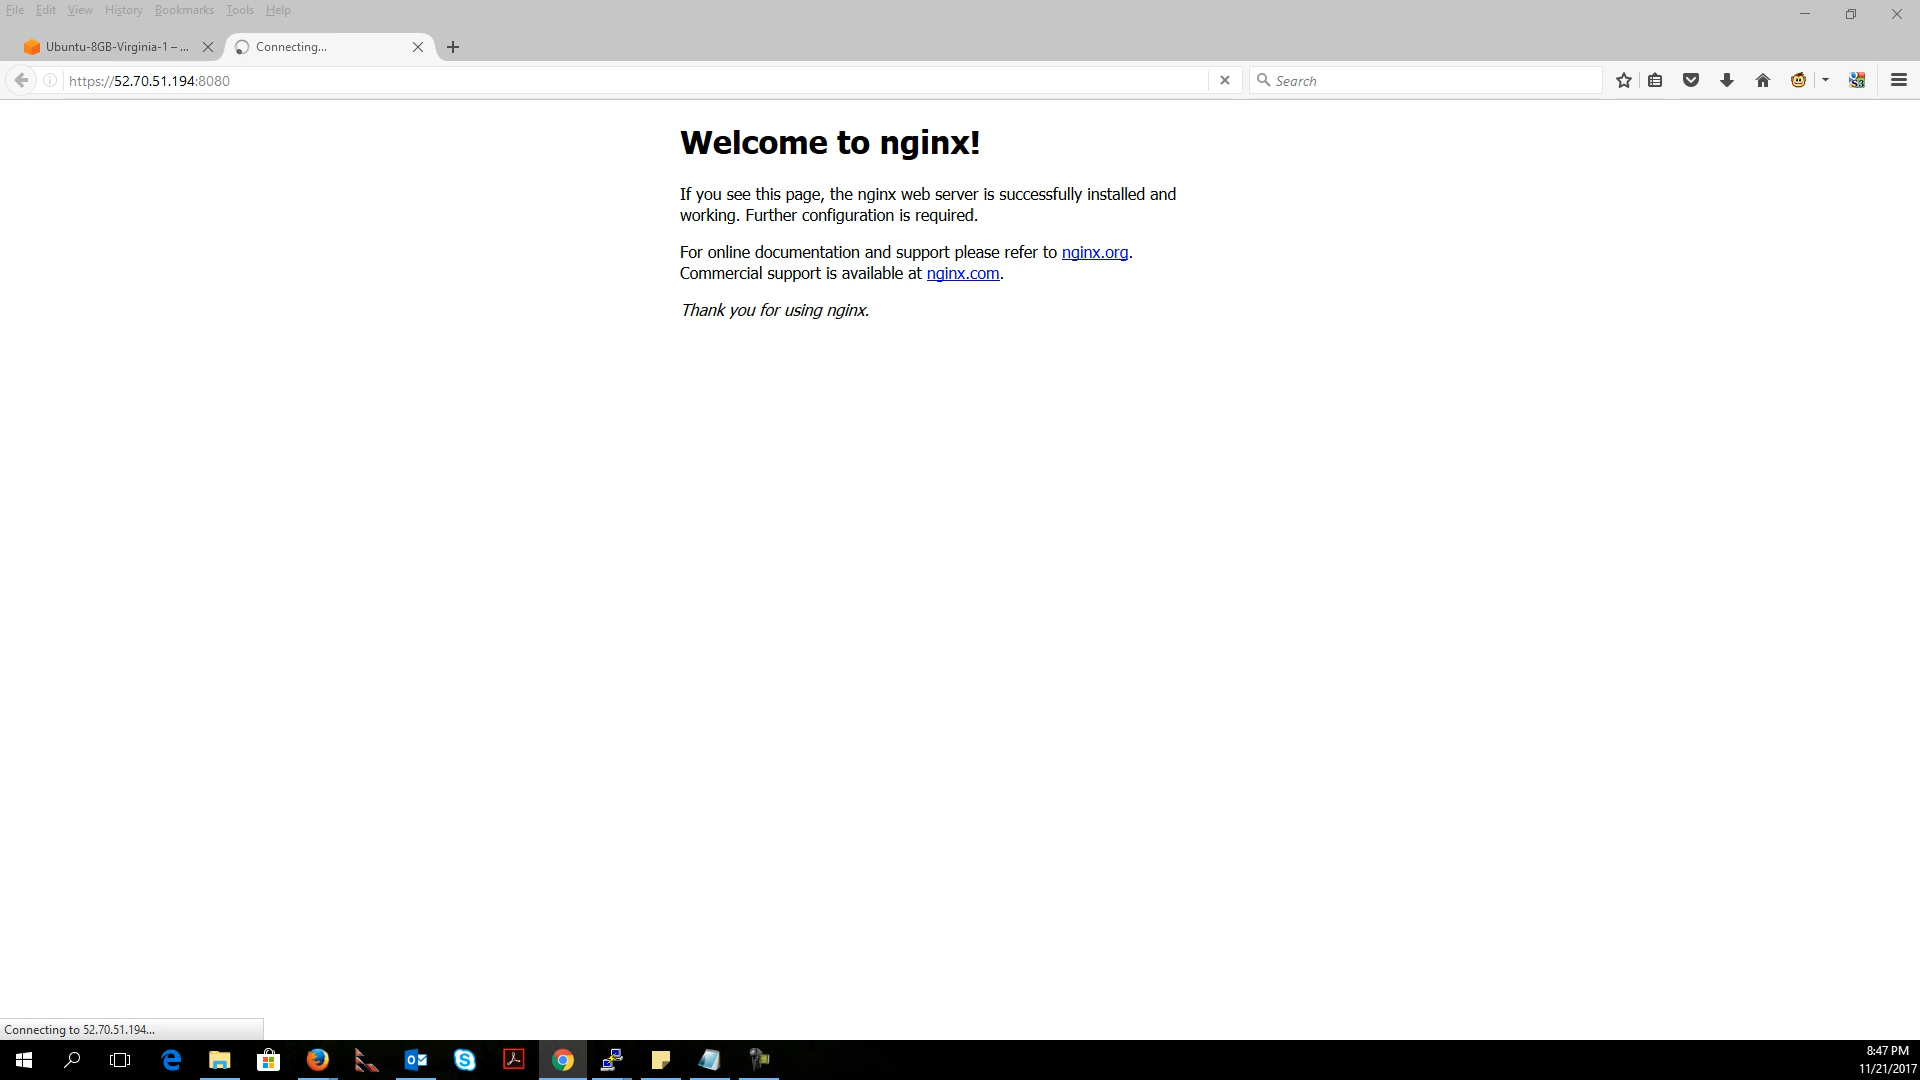 File Edit View History Bookmarks Tools Help
Ubuntu-8GB-Virginia-1 – ...
Connecting...
https://52.70.51.194:8080
Search
Welcome to nginx!
If you see this page, the nginx web server is successfully installed and
working. Further configuration is required.
For online documentation and support please refer to nginx.org.
Commercial support is available at nginx.com.
Thank you for using nginx.
Connecting to 52.70.51.194...
8:47 PM
11/21/2017